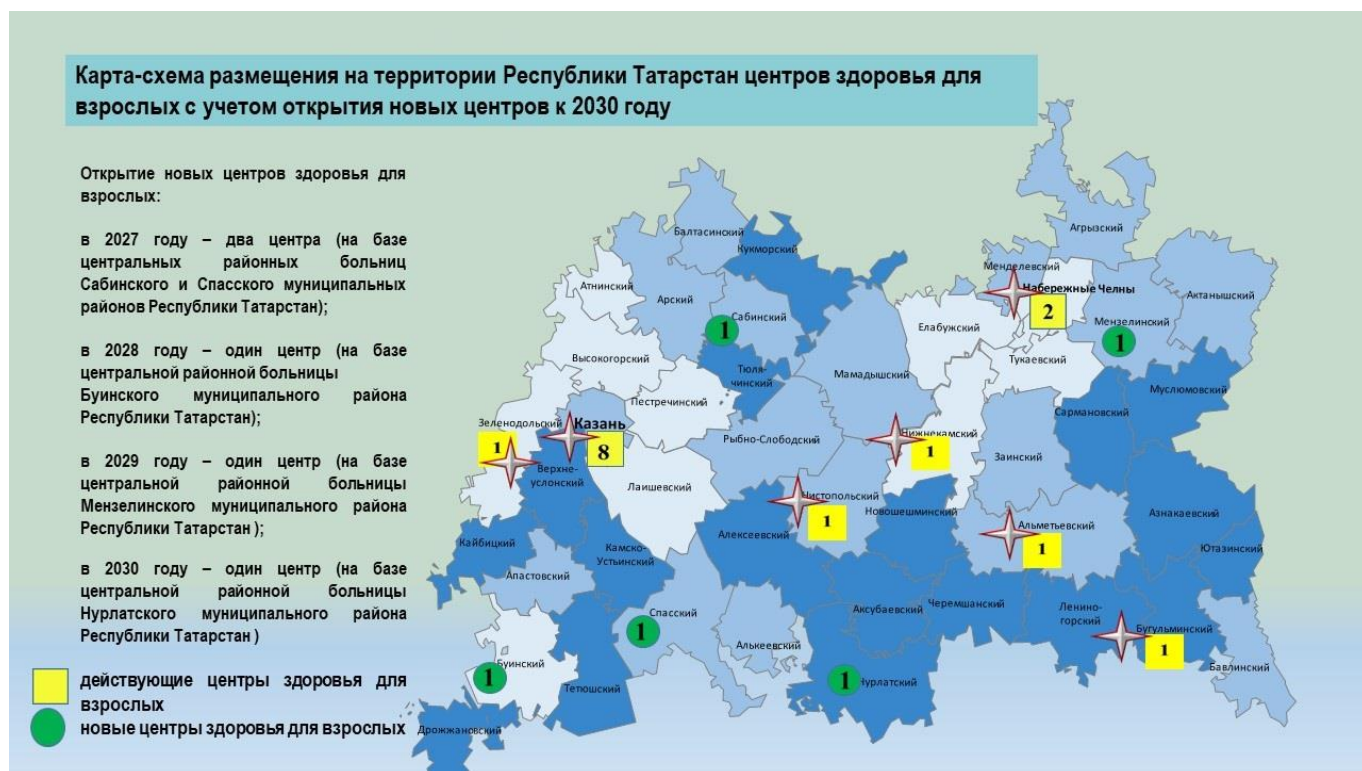 Карта-схема размещения на территории Республики Татарстан центров здоровья для
взрослых с учетом открытия новых центров к 2030 году
Открытие новых центров здоровья для
взрослых:
в 2027 году – два центра (на базе
центральных районных больниц
Сабинского и Спасского муниципальных
районов Республики Татарстан);
в 2028 году – один центр (на базе
центральной районной больницы
Буинского муниципального района
Республики Татарстан);
в 2029 году – один центр (на базе
центральной районной больницы
Мензелинского муниципального района
Республики Татарстан );
в 2030 году – один центр (на базе
центральной районной больницы
Нурлатского муниципального района
Республики Татарстан )
действующие центры здоровья для
взрослых
новые центры здоровья для взрослых
Агрызский
Балтасинский
Кукморский
Менделевский
Атнинский
Набережные Челны
Актанышский
Арский
Сабинский
1
2
Мензелинский
1
Елабужский
Высокогорский
Тукаевский
Тюля-
чинский
Мамадышский
Муслюмовский
Пестречинский
Сармановский
Зеленодольский
1
Казань
8
Рыбно-Слободский
Нижнекамский
1
Заинский
Верхне-
услонский
Лаишевский
Чистопольский
1
Новошешминский
Азнакаевский
Альметьевский
1
Алексеевский
Кайбицкий
Камско-
Устьинский
Ютазинский
Апастовский
Спасский
1
Аксубаевский
Черемшанский
Ленино-
горский
Бугульминский
1
Алькеевский
Буинский
1
Бавлинский
Тетюшский
1
Нурлатский
Дрожжановский